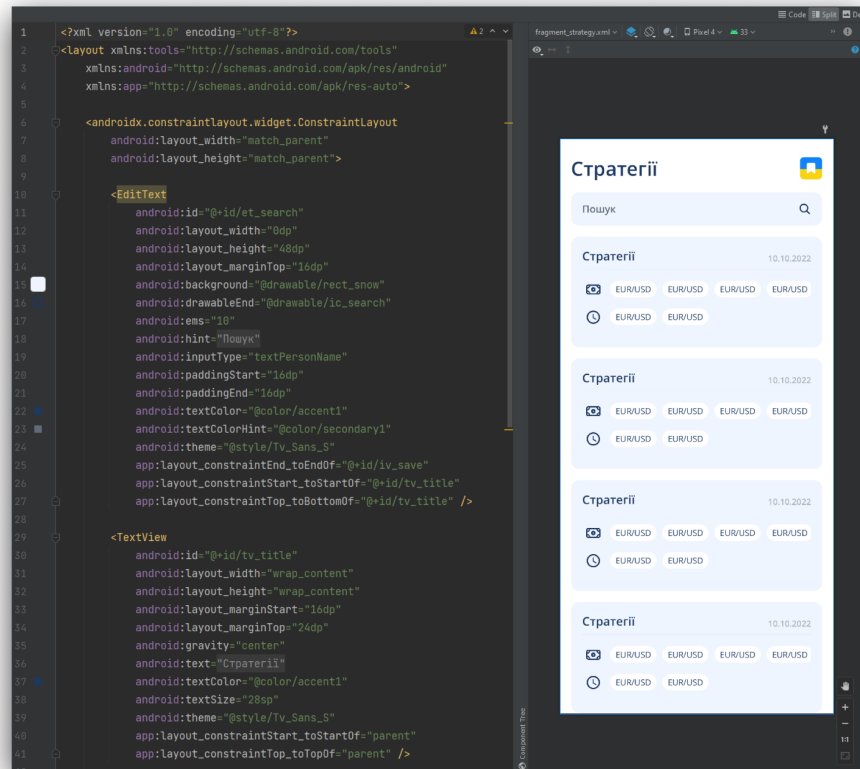 Code Split De
1 <?xml version="1.0" encoding="utf-8"?> 2
2 <layout xmlns:tools="http://schemas.android.com/tools"
3 xmlns:android="http://schemas.android.com/apk/res/android"
4 xmlns:app="http://schemas.android.com/apk/res-auto">
5
6 <androidx.constraintlayout.widget.ConstraintLayout
7 android:layout_width="match_parent"
8 android:layout_height="match_parent">
9
10 <EditText
11 android:id="@+id/et_search"
12 android:layout_width="0dp"
13 android:layout_height="48dp"
14 android:layout_marginTop="16dp"
15 android:background="@drawable/rect_snow"
16 android:drawableEnd="@drawable/ic_search"
17 android:ems="10"
18 android:hint="Пошук"
19 android:inputType="textPersonName"
20 android:paddingStart="16dp"
21 android:paddingEnd="16dp"
22 android:textColor="@color/accent1"
23 android:textColorHint="@color/secondary1"
24 android:theme="@style/Tv_Sans_S"
25 app:layout_constraintEnd_toEndOf="@+id/iv_save"
26 app:layout_constraintStart_toStartOf="@+id/tv_title"
27 app:layout_constraintTop_toBottomOf="@+id/tv_title" />
28
29 <TextView
30 android:id="@+id/tv_title"
31 android:layout_width="wrap_content"
32 android:layout_height="wrap_content"
33 android:layout_marginStart="16dp"
34 android:layout_marginTop="24dp"
35 android:gravity="center"
36 android:text="Стратегії"
37 android:textColor="@color/accent1"
38 android:textSize="28sp"
39 android:theme="@style/Tv_Sans_S"
40 app:layout_constraintStart_toStartOf="parent"
41 app:layout_constraintTop_toTopOf="parent" />
fragment_strategy.xml Pixel 4 33
Стратегії
Пошук
Стратегії 10.10.2022
EUR/USD EUR/USD EUR/USD EUR/USD
EUR/USD EUR/USD
Стратегії 10.10.2022
EUR/USD EUR/USD EUR/USD EUR/USD
EUR/USD EUR/USD
Стратегії 10.10.2022
EUR/USD EUR/USD EUR/USD EUR/USD
EUR/USD EUR/USD
Стратегії 10.10.2022
EUR/USD EUR/USD EUR/USD EUR/USD
EUR/USD EUR/USD
Component Tree
1:1